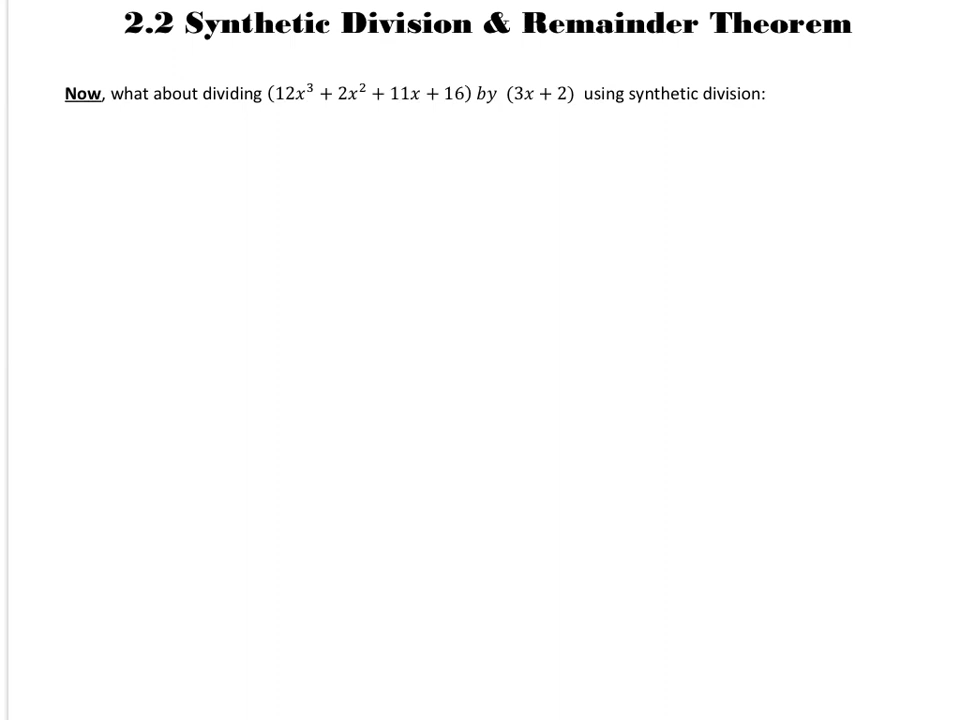 2.2 Synthetic Division & Remainder Theorem
Now, what about dividing (12x³ + 2x² + 11x + 16) by (3x + 2) using synthetic division: